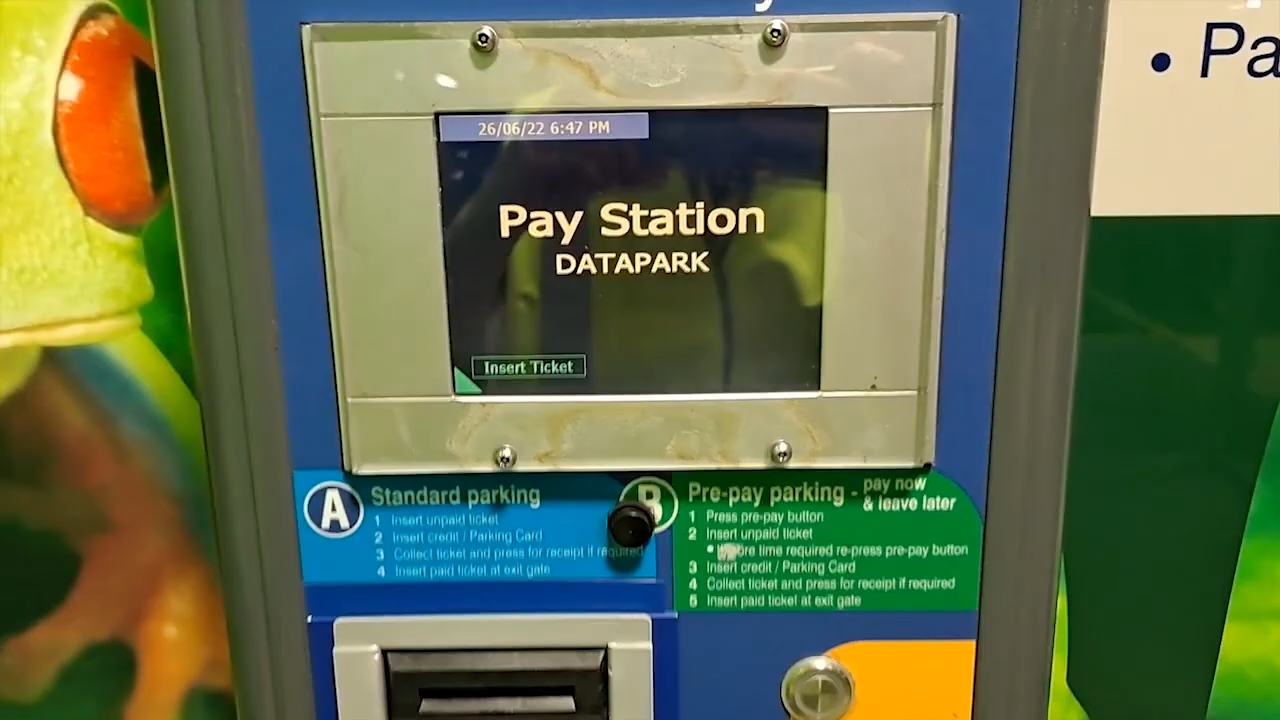 • Pa
26/06/22 6:47 PM
Pay Station
DATAPARK
Insert Ticket
A Standard parking
1 Insert unpaid ticket
2 Insert credit / Parking Card
3 Collect ticket and press for receipt if required
4 Insert paid ticket at exit gate
B Pre-pay parking - pay now
& leave later
1 Press pre-pay button
2 Insert unpaid ticket
• time required re-press pre-pay button
3 Insert credit / Parking Card
4 Collect ticket and press for receipt if required
5 Insert paid ticket at exit gate